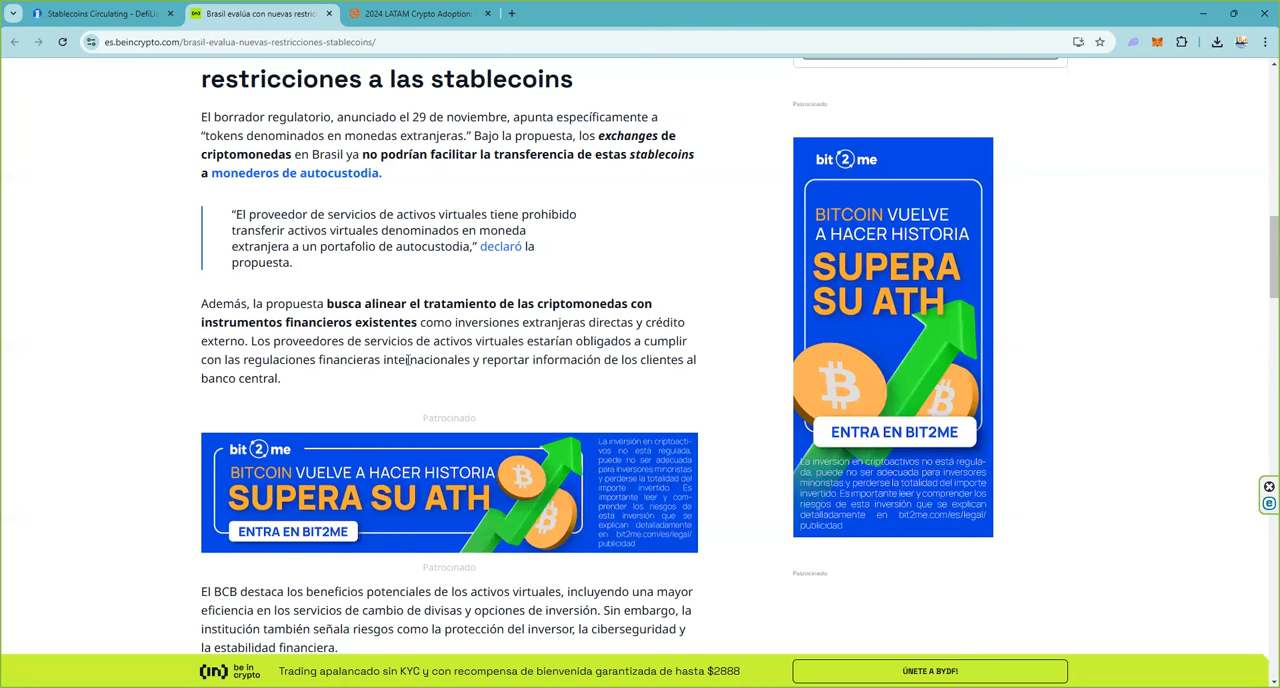 Stablecoins Circulating - DefiLla
Brasil evalúa con nuevas restric
2024 LATAM Crypto Adoption:
es.beincrypto.com/brasil-evalua-nuevas-restricciones-stablecoins/
restricciones a las stablecoins
El borrador regulatorio, anunciado el 29 de noviembre, apunta específicamente a
“tokens denominados en monedas extranjeras.” Bajo la propuesta, los exchanges de
criptomonedas en Brasil ya no podrían facilitar la transferencia de estas stablecoins
a monederos de autocustodia.
“El proveedor de servicios de activos virtuales tiene prohibido
transferir activos virtuales denominados en moneda
extranjera a un portafolio de autocustodia,” declaró la
propuesta.
Además, la propuesta busca alinear el tratamiento de las criptomonedas con
instrumentos financieros existentes como inversiones extranjeras directas y crédito
externo. Los proveedores de servicios de activos virtuales estarían obligados a cumplir
con las regulaciones financieras internacionales y reportar información de los clientes al
banco central.
Patrocinado
bit2me
BITCOIN VUELVE A HACER HISTORIA
SUPERA SU ATH
ENTRA EN BIT2ME
La inversión en criptoacti-
vos no está regulada,
puede no ser adecuada
para inversores minoristas
y perderse la totalidad del
importe invertido. Es
importante leer y com-
prender los riesgos de
esta inversión que se
explican detalladamente
en bit2me.com/es/legal/
publicidad
Patrocinado
El BCB destaca los beneficios potenciales de los activos virtuales, incluyendo una mayor
eficiencia en los servicios de cambio de divisas y opciones de inversión. Sin embargo, la
institución también señala riesgos como la protección del inversor, la ciberseguridad y
la estabilidad financiera.
Patrocinado
bit2me
BITCOIN VUELVE
A HACER HISTORIA
SUPERA
SU ATH
ENTRA EN BIT2ME
La inversión en criptoactivos no está regula-
da, puede no ser adecuada para inversores
minoristas y perderse la totalidad del importe
invertido. Es importante leer y comprender los
riesgos de esta inversión que se explican
detalladamente en bit2me.com/es/legal/
publicidad
Patrocinado
(in) be in
crypto
Trading apalancado sin KYC y con recompensa de bienvenida garantizada de hasta $2888
ÚNETE A BYDFI